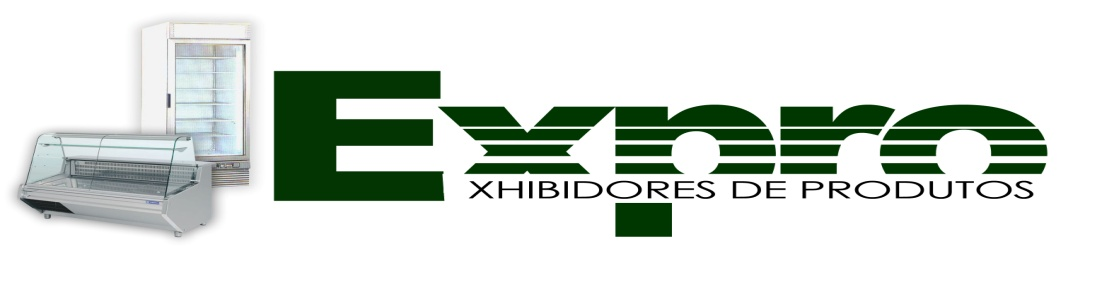 Expro
XHIBIDORES DE PRODUTOS